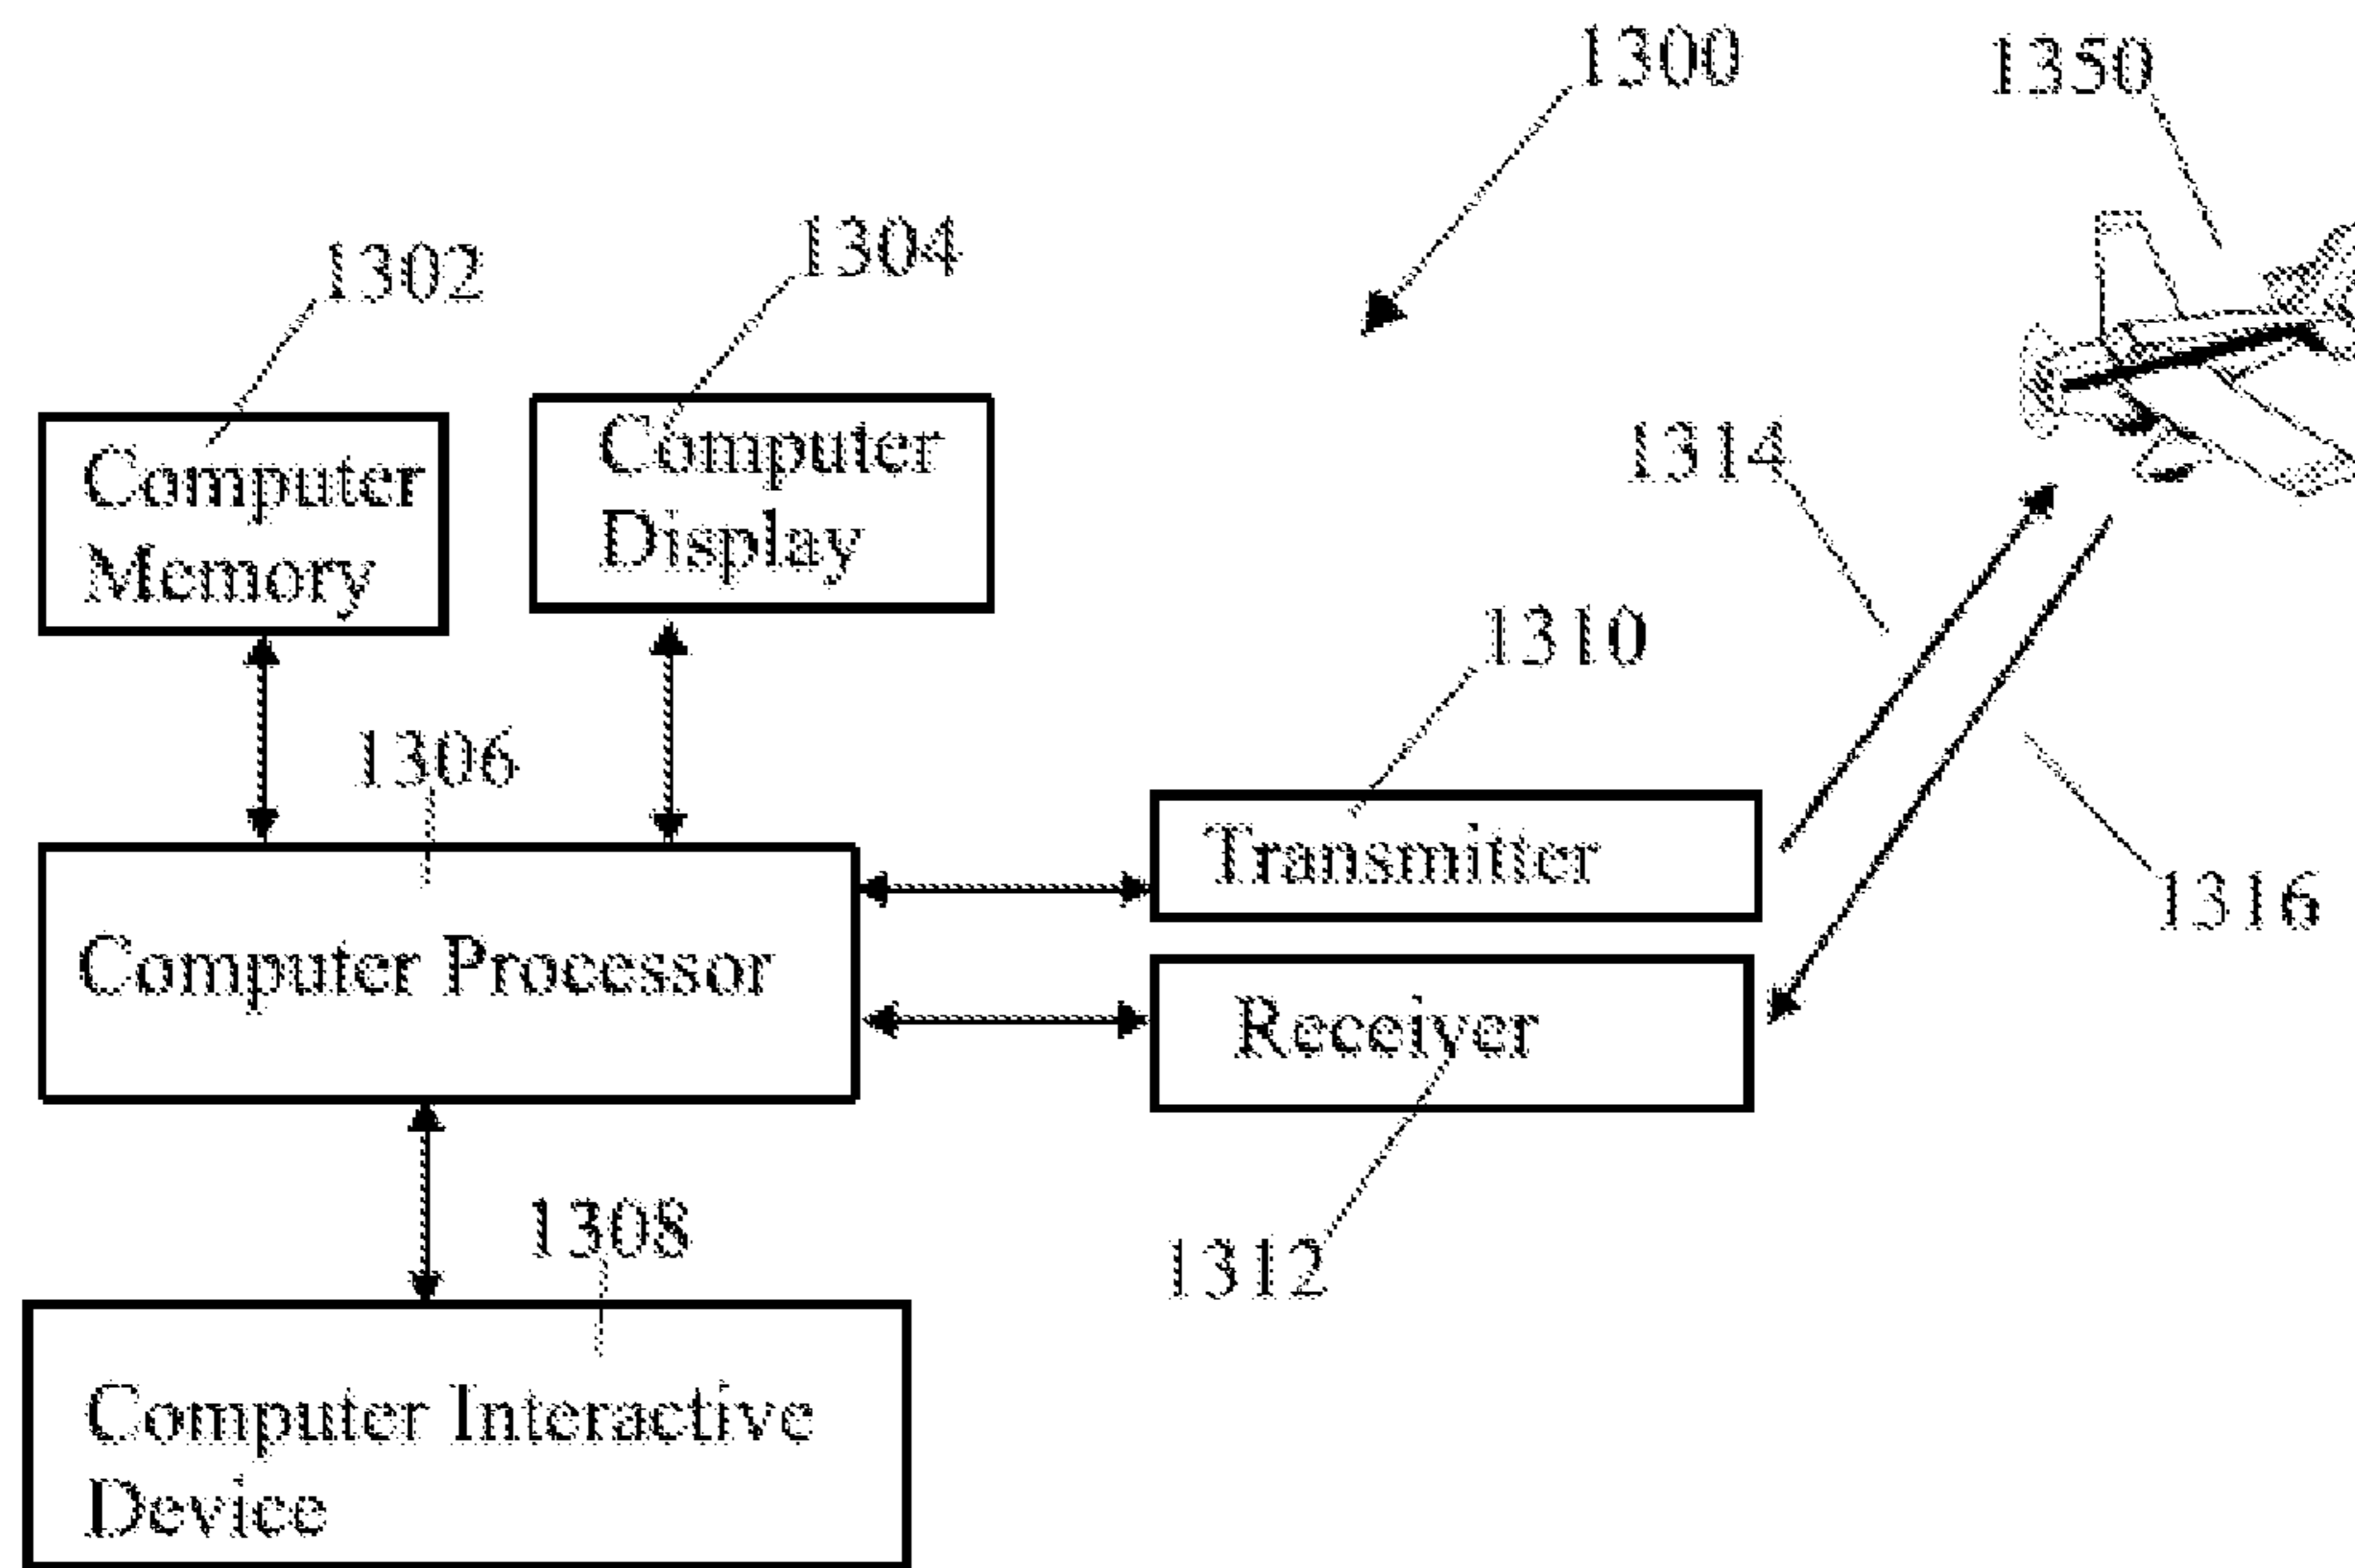 1300
1350
1302
1304
Computer
Memory
Computer
Display
1314
1310
1306
Transmitter
1316
Computer Processor
Receiver
1308
1312
Computer Interactive
Device